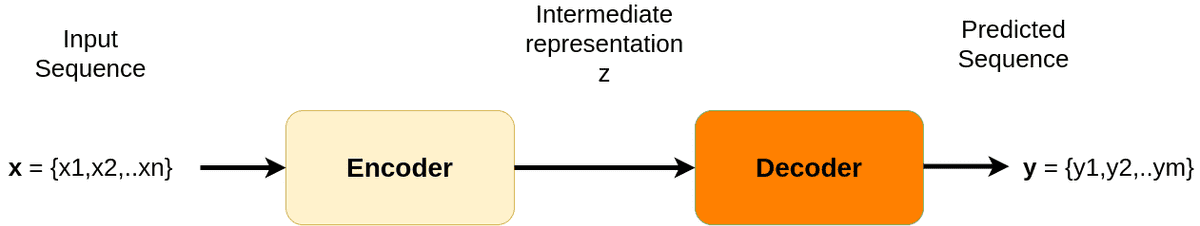 Input
Sequence
Intermediate
representation
z
Predicted
Sequence
x = {x1,x2,..xn}
Encoder
Decoder
y = {y1,y2,..ym}